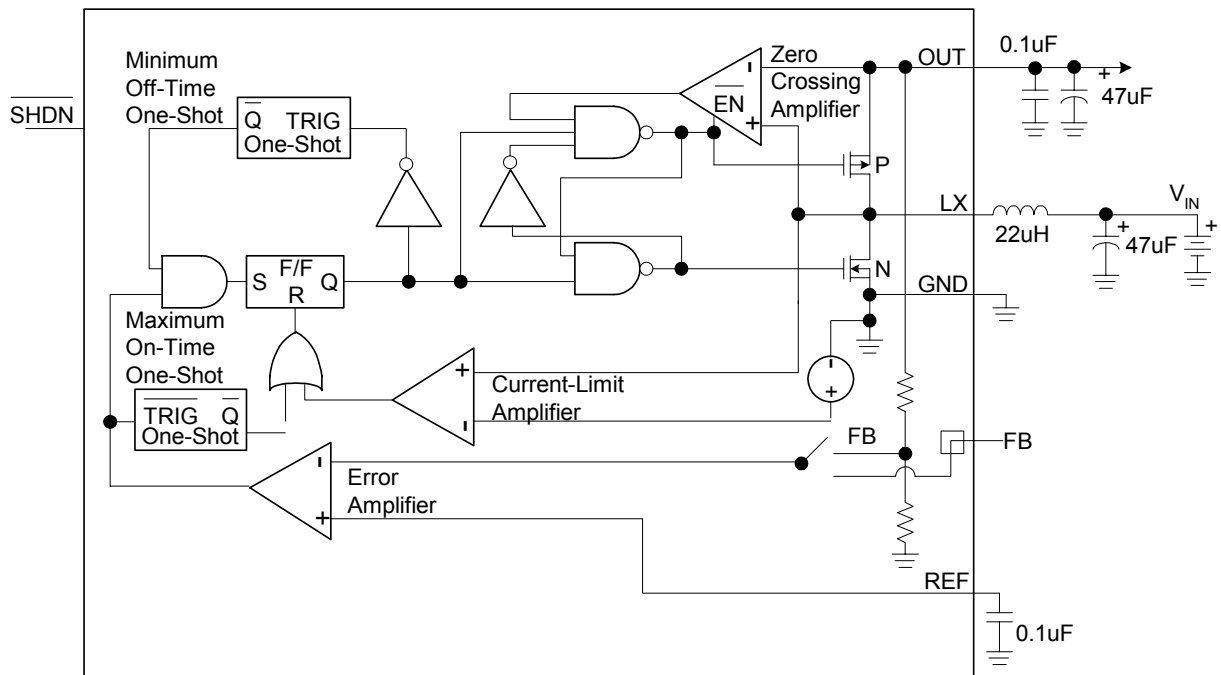 Minimum
Off-Time
One-Shot
SHDN
Q TRIG
One-Shot
Zero
Crossing
Amplifier
EN
-
+
OUT
0.1uF
+
47uF
P
LX
22uH
V_IN
+
47uF
+
N
GND
S F/F Q
R
Maximum
On-Time
One-Shot
TRIG Q
One-Shot
+
-
Current-Limit
Amplifier
-
+
FB
FB
-
+
Error
Amplifier
REF
0.1uF